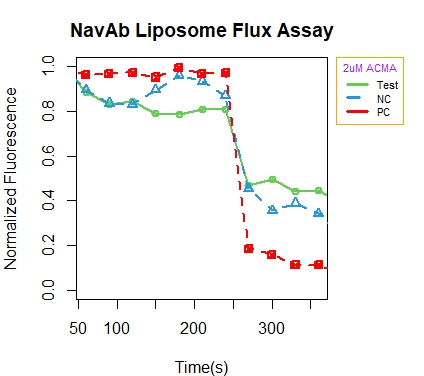 NavAb Liposome Flux Assay
Normalized Fluorescence
1.0
0.8
0.6
0.4
0.2
0.0
50 100 200 300
Time(s)
2uM ACMA
Test
NC
PC